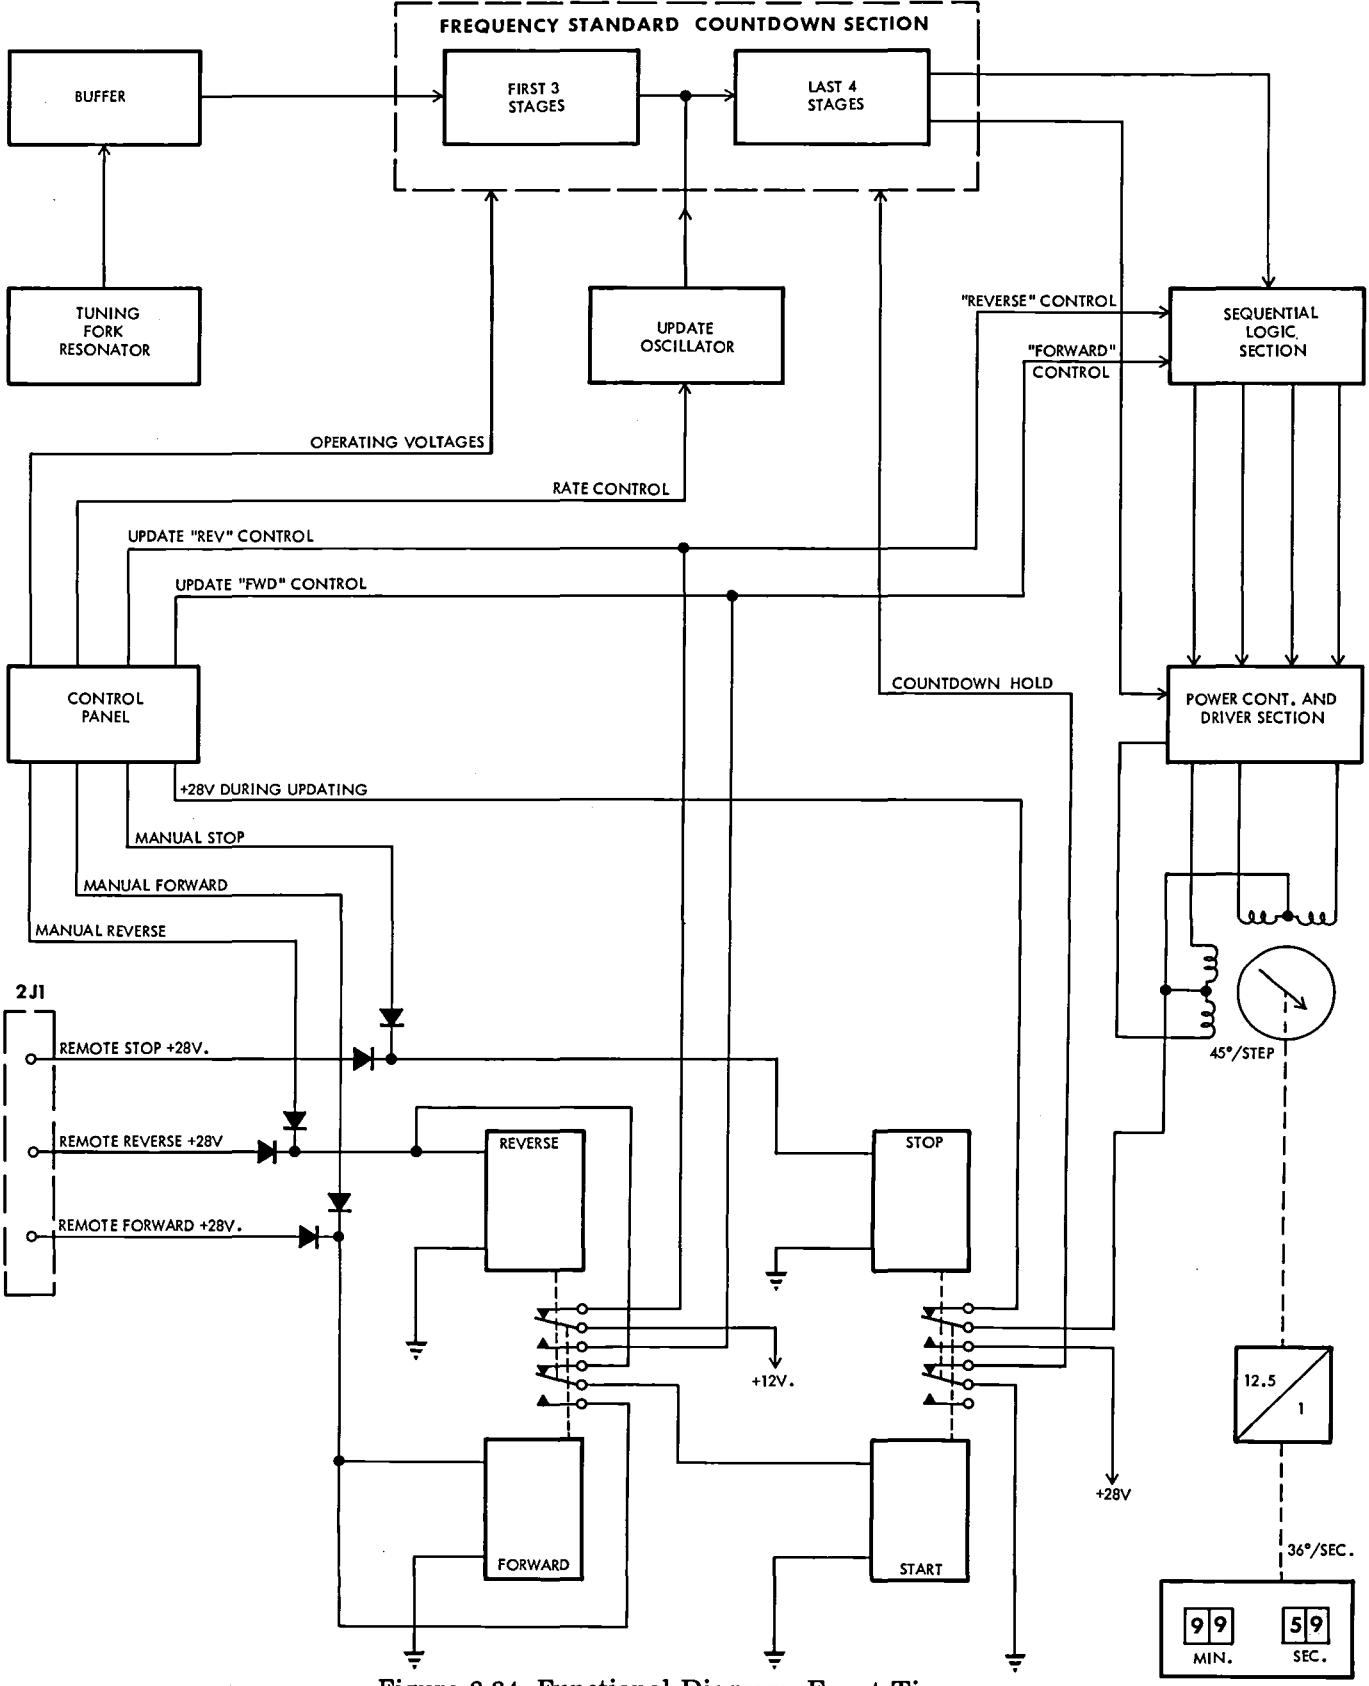 FREQUENCY STANDARD COUNTDOWN SECTION
BUFFER
FIRST 3
STAGES
LAST 4
STAGES
TUNING
FORK
RESONATOR
UPDATE
OSCILLATOR
"REVERSE" CONTROL
"FORWARD"
CONTROL
SEQUENTIAL
LOGIC
SECTION
OPERATING VOLTAGES
RATE CONTROL
UPDATE "REV" CONTROL
UPDATE "FWD" CONTROL
CONTROL
PANEL
COUNTDOWN HOLD
POWER CONT. AND
DRIVER SECTION
+28V DURING UPDATING
MANUAL STOP
MANUAL FORWARD
MANUAL REVERSE
2J1
REMOTE STOP +28V.
45°/STEP
REMOTE REVERSE +28V
REVERSE
STOP
REMOTE FORWARD +28V.
+12V.
12.5
1
+28V
FORWARD
START
36°/SEC.
99
59
MIN.
SEC.
Functional